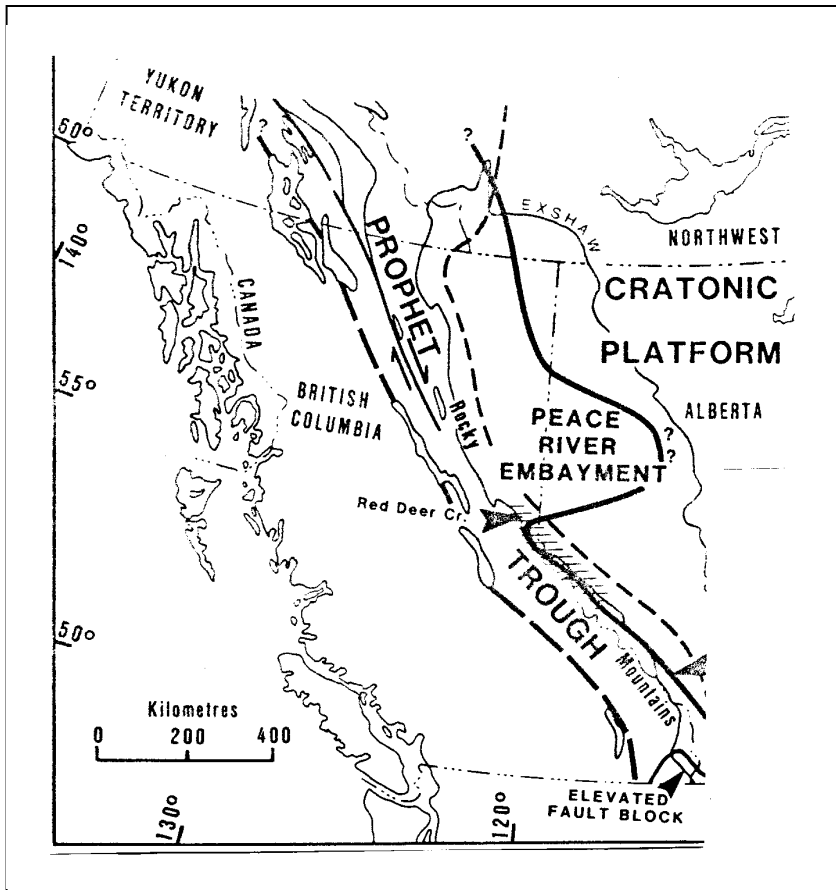 YUKON
TERRITORY
60°
?
?
EXSHAW
NORTHWEST
140°
PROPHET
CRATONIC
CANADA
PLATFORM
55°
BRITISH
COLUMBIA
Rocky
ALBERTA
PEACE
RIVER
EMBAYMENT
?
?
Red Deer Cr.
TROUGH
50°
Mountains
Kilometres
0 200 400
ELEVATED
FAULT BLOCK
130°
120°